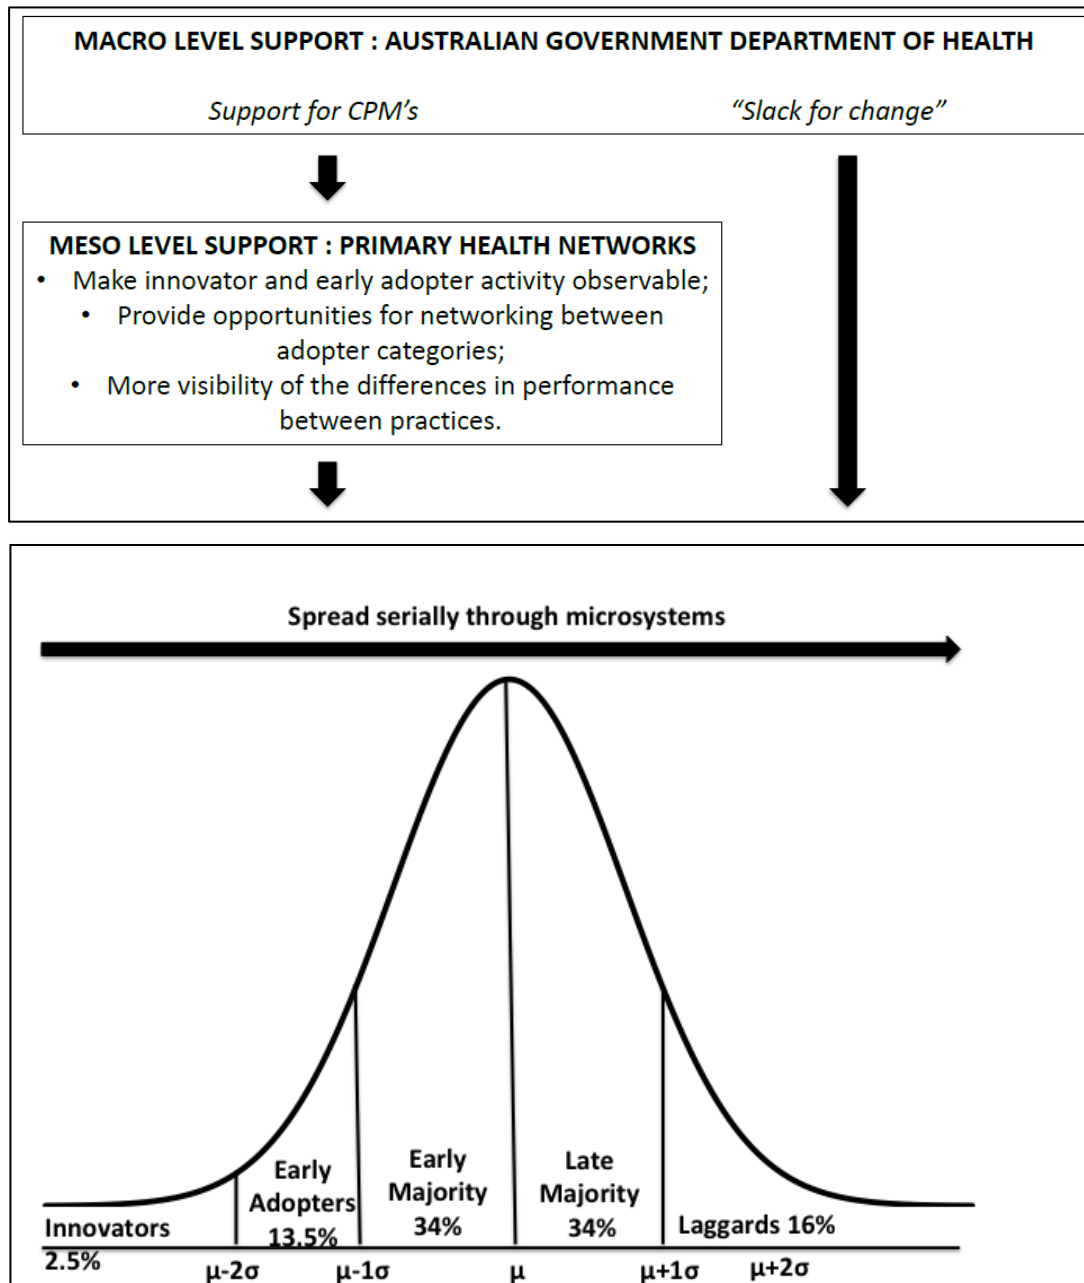 MACRO LEVEL SUPPORT : AUSTRALIAN GOVERNMENT DEPARTMENT OF HEALTH
Support for CPM's
“Slack for change”
MESO LEVEL SUPPORT : PRIMARY HEALTH NETWORKS
• Make innovator and early adopter activity observable;
• Provide opportunities for networking between
adopter categories;
• More visibility of the differences in performance
between practices.
Spread serially through microsystems
Innovators
2.5%
Early
Adopters
13.5%
Early
Majority
34%
Late
Majority
34%
Laggards 16%
μ-2σ
μ-1σ
μ
μ+1σ
μ+2σ